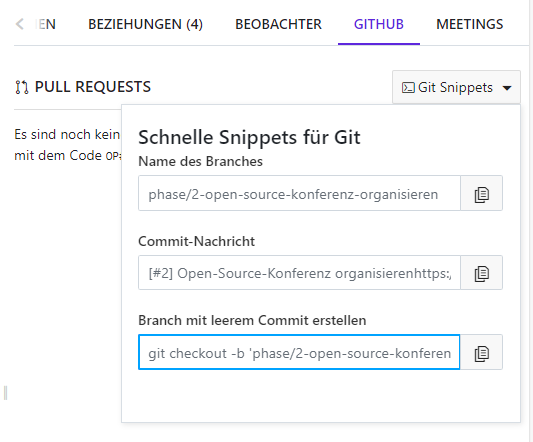 EN
BEZIEHUNGEN (4)
BEOBACHTER
GITHUB
MEETINGS
PULL REQUESTS
Git Snippets
Es sind noch kein
mit dem Code OP#
Schnelle Snippets für Git
Name des Branches
phase/2-open-source-konferenz-organisieren
Commit-Nachricht
[#2] Open-Source-Konferenz organisierenhttps:/
Branch mit leerem Commit erstellen
git checkout -b 'phase/2-open-source-konferen